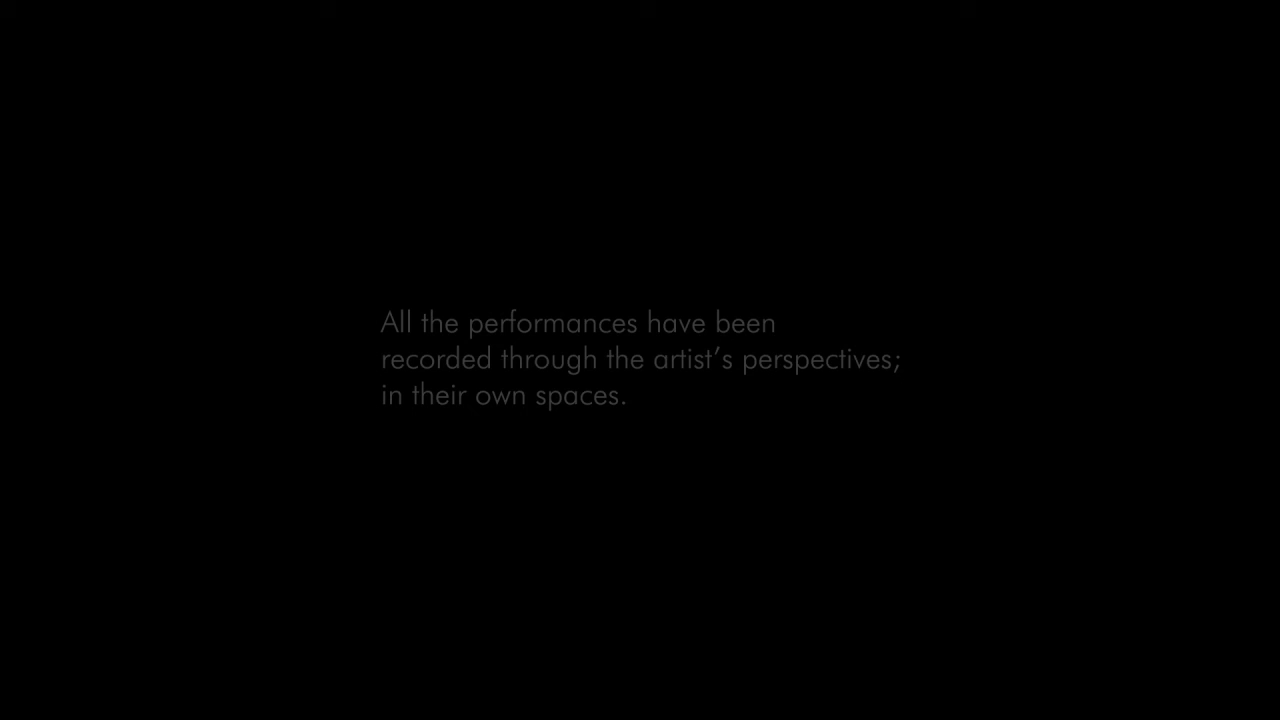 All the performances have been
recorded through the artist’s perspectives;
in their own spaces.